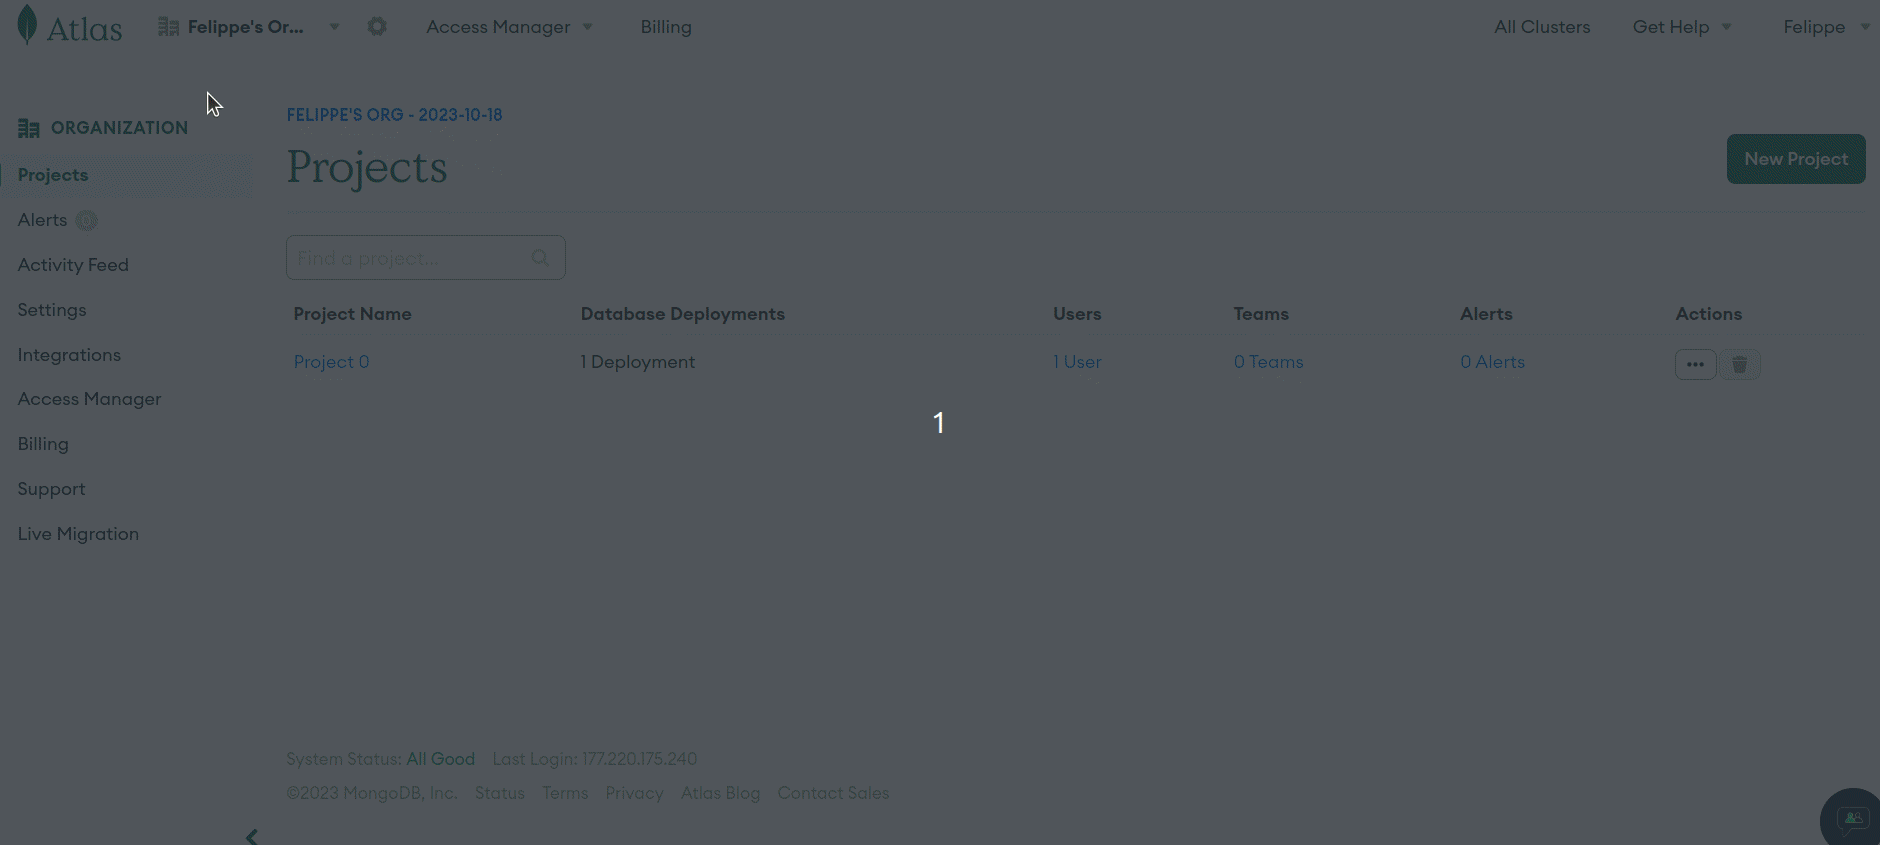 Atlas Felippe's Or... Access Manager Billing All Clusters Get Help Felippe
ORGANIZATION
Projects
Alerts 0
Activity Feed
Settings
Integrations
Access Manager
Billing
Support
Live Migration
FELIPPE'S ORG - 2023-10-18
Projects
New Project
Find a project...
Project Name Database Deployments Users Teams Alerts Actions
Project 0 1 Deployment 1 User 0 Teams 0 Alerts
1
System Status: All Good Last Login: 177.220.175.240
©2023 MongoDB, Inc. Status Terms Privacy Atlas Blog Contact Sales